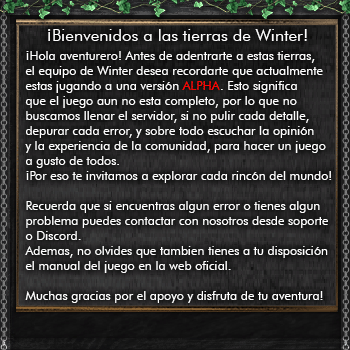 ¡Bienvenidos a las tierras de Winter!
¡Hola aventurero! Antes de adentrarte a estas tierras,
el equipo de Winter desea recordarte que actualmente
estas jugando a una versión ALPHA. Esto significa
que el juego aun no esta completo, por lo que no
buscamos llenar el servidor, si no pulir cada detalle,
depurar cada error, y sobre todo escuchar la opinión
y la experiencia de la comunidad, para hacer un juego
a gusto de todos.
¡Por eso te invitamos a explorar cada rincón del mundo!
Recuerda que si encuentras algun error o tienes algun
problema puedes contactar con nosotros desde soporte
o Discord.
Ademas, no olvides que tambien tienes a tu disposición
el manual del juego en la web oficial.
Muchas gracias por el apoyo y disfruta de tu aventura!